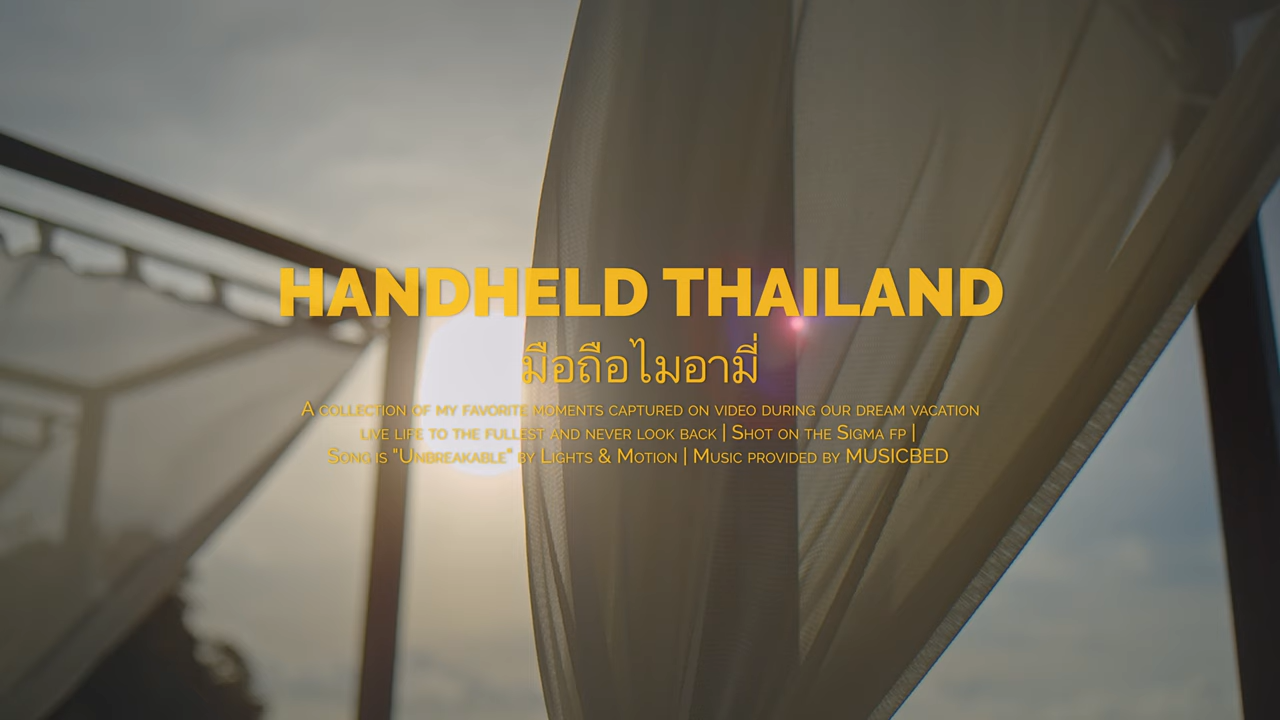 HANDHELD THAILAND
มือถือไมอามี่
A COLLECTION OF MY FAVORITE MOMENTS CAPTURED ON VIDEO DURING OUR DREAM VACATION
LIVE LIFE TO THE FULLEST AND NEVER LOOK BACK | SHOT ON THE SIGMA FP |
SONG IS "UNBREAKABLE" BY LIGHTS & MOTION | MUSIC PROVIDED BY MUSICBED